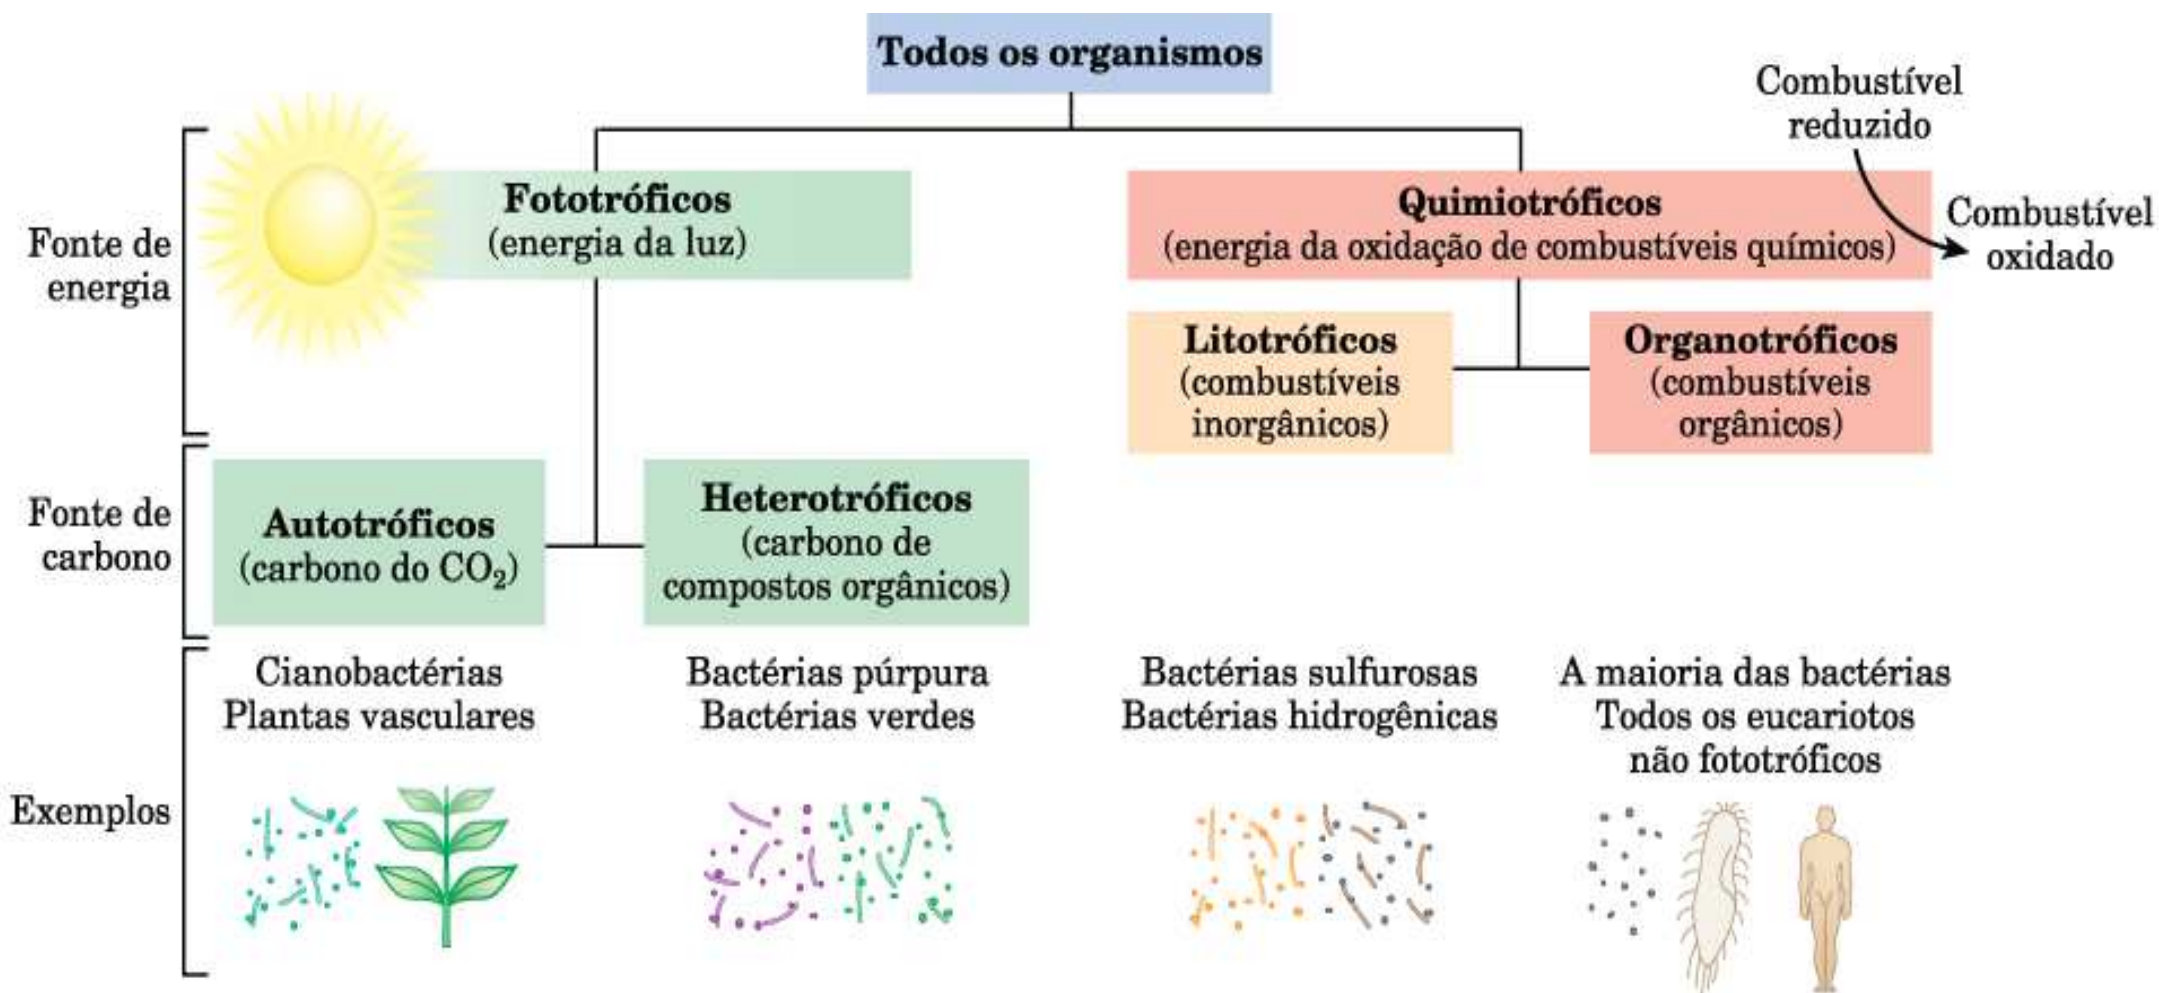 Todos os organismos
Combustível
reduzido
Combustível
oxidado
Fonte de
energia
Fototróficos
(energia da luz)
Quimiotróficos
(energia da oxidação de combustíveis químicos)
Litotróficos
(combustíveis
inorgânicos)
Organotróficos
(combustíveis
orgânicos)
Fonte de
carbono
Autotróficos
(carbono do CO₂)
Heterotróficos
(carbono de
compostos orgânicos)
Exemplos
Cianobactérias
Plantas vasculares
Bactérias púrpura
Bactérias verdes
Bactérias sulfurosas
Bactérias hidrogênicas
A maioria das bactérias
Todos os eucariotos
não fototróficos